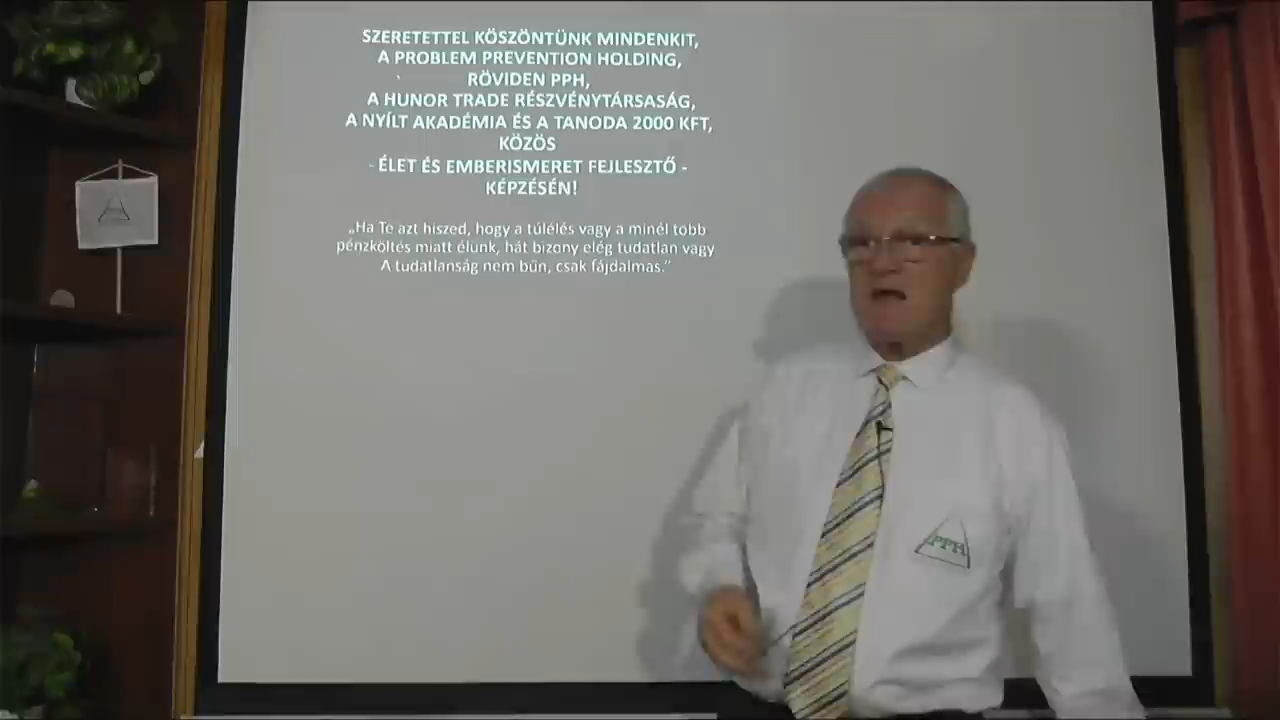 SZERETETTEL KÖSZÖNTÜNK MINDENKIT,
A PROBLEM PREVENTION HOLDING,
RÖVIDEN PPH,
A HUNOR TRADE RÉSZVÉNYTÁRSASÁG,
A NYÍLT AKADÉMIA ÉS A TANODA 2000 KFT,
KÖZÖS
- ÉLET ÉS EMBERISMERET FEJLESZTŐ -
KÉPZÉSÉN!
„Ha Te azt hiszed, hogy a túlélés vagy a minél több
pénzköltés miatt élünk, hát bizony elég tudatlan vagy
A tudatlanság nem bűn, csak fájdalmas.”
PPH